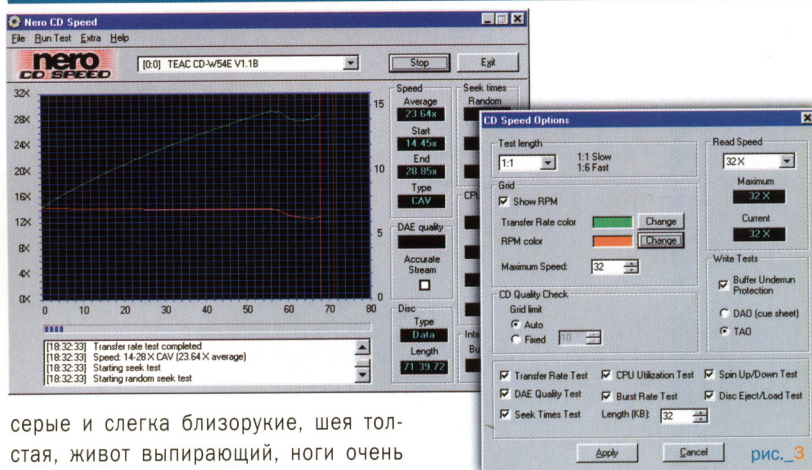 Nero CD Speed
File Run Test Extra Help
nero
CD SPEED
[0:0] TEAC CD-W54E V1.1B
Stop
Exit
32X
28X
24X
20X
16X
12X
8X
4X
0X
15
10
5
0
0 10 20 30 40 50 60 70 80
Speed
Average
23.64x
Start
14.45x
End
28.85x
Type
CAV
DAE quality
Accurate
Stream
Disc
Type
Data
Length
71:39.72
Seek times
Random
[18:32:33] Transfer rate test completed
[18:32:33] Speed: 14-28 X CAV (23.64 X average)
[18:32:33] Starting seek test
[18:32:33] Starting random seek test
CD Speed Options
Test length
1:1
1:1 Slow
1:6 Fast
Grid
Show RPM
Transfer Rate color Change
RPM color Change
Maximum Speed: 32
CD Quality Check
Grid limit
Auto
Fixed 10
Read Speed
32X
Maximum
32 X
Current
32 X
Write Tests
Buffer Underrun
Protection
DAO (cue sheet)
TAO
Transfer Rate Test CPU Utilization Test Spin Up/Down Test
DAE Quality Test Burst Rate Test Disc Eject/Load Test
Seek Times Test Length (KB): 32
Apply Cancel
рис._3
серые и слегка близорукие, шея тол-
стая, живот выпирающий, ноги очень